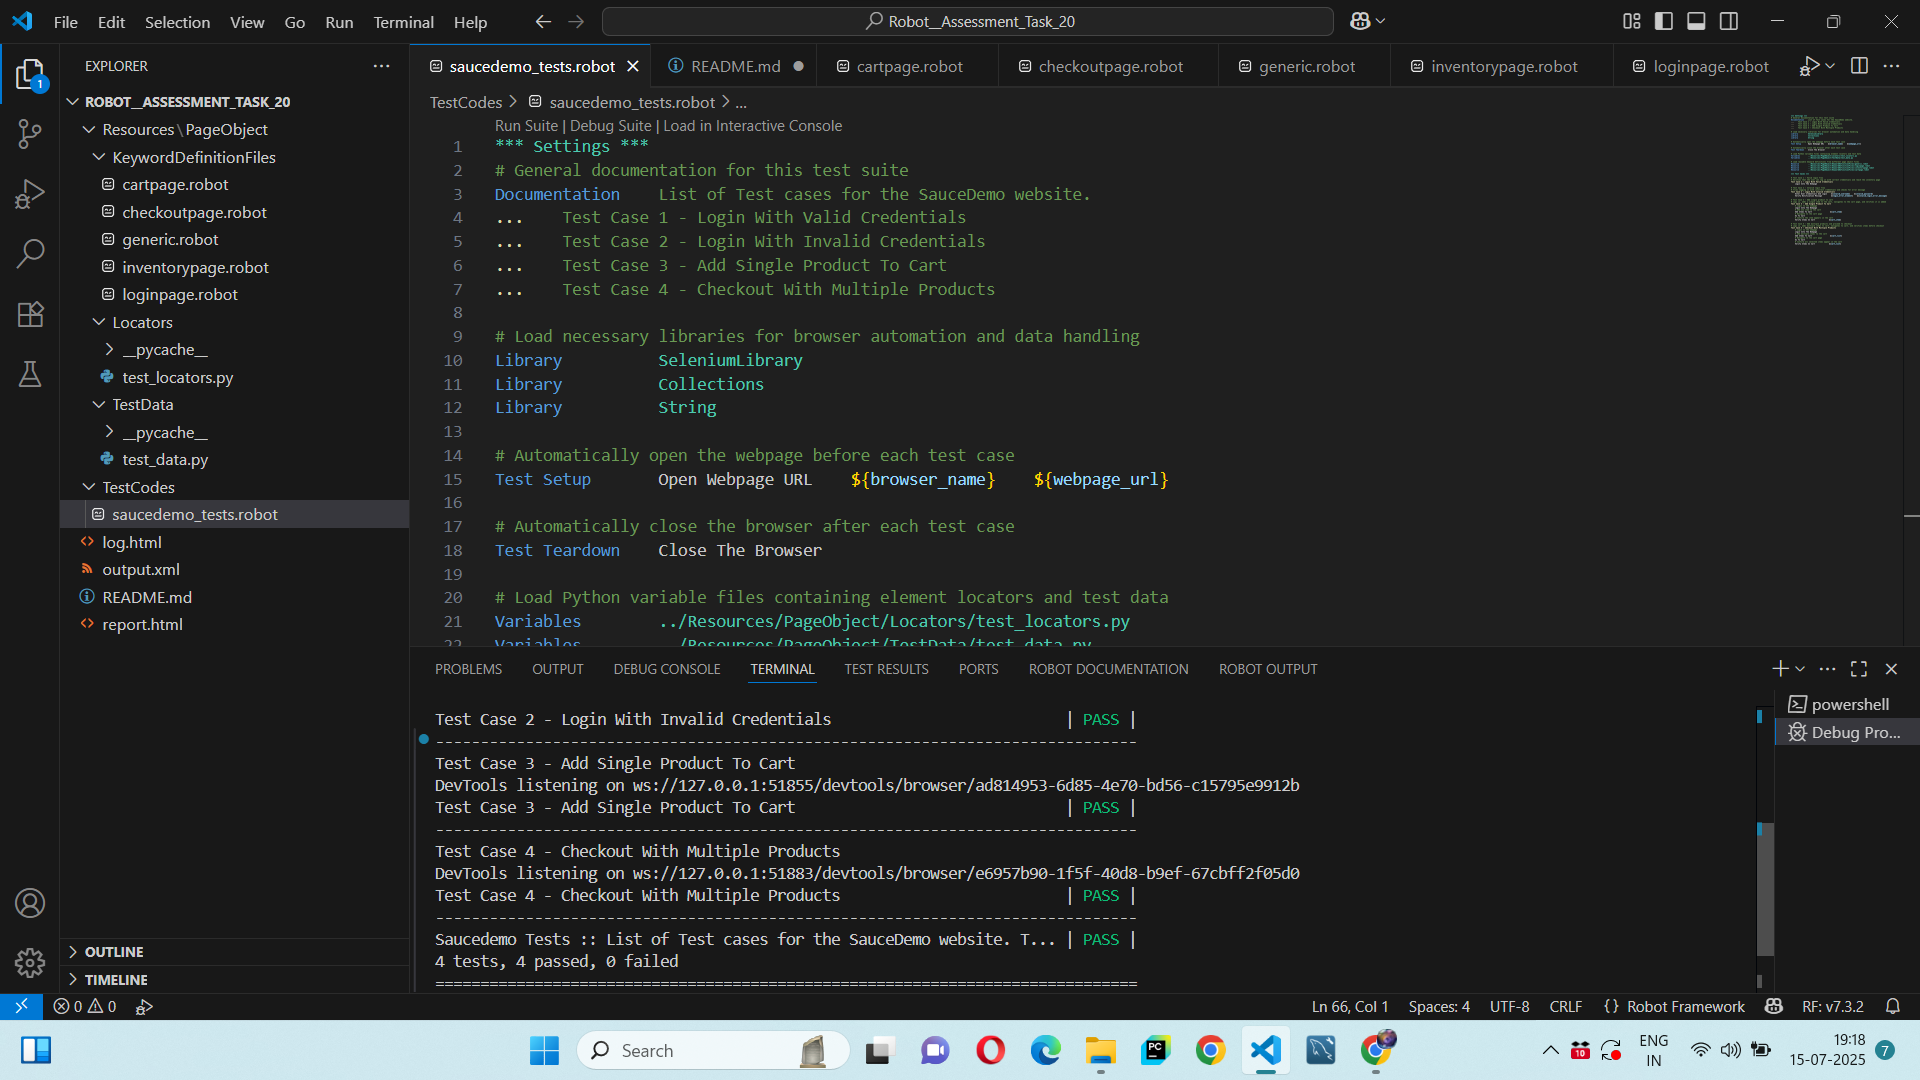 File Edit Selection View Go Run Terminal Help
Robot__Assessment_Task_20
EXPLORER
1
ROBOT__ASSESSMENT_TASK_20
Resources\PageObject
KeywordDefinitionFiles
cartpage.robot
checkoutpage.robot
generic.robot
inventorypage.robot
loginpage.robot
Locators
__pycache__
test_locators.py
TestData
__pycache__
test_data.py
TestCodes
saucedemo_tests.robot
log.html
output.xml
README.md
report.html
OUTLINE
TIMELINE
saucedemo_tests.robot README.md cartpage.robot checkoutpage.robot generic.robot inventorypage.robot loginpage.robot
TestCodes > saucedemo_tests.robot > ...
Run Suite | Debug Suite | Load in Interactive Console
1 *** Settings ***
2 # General documentation for this test suite
3 Documentation List of Test cases for the SauceDemo website.
4 ... Test Case 1 - Login With Valid Credentials
5 ... Test Case 2 - Login With Invalid Credentials
6 ... Test Case 3 - Add Single Product To Cart
7 ... Test Case 4 - Checkout With Multiple Products
8
9 # Load necessary libraries for browser automation and data handling
10 Library SeleniumLibrary
11 Library Collections
12 Library String
13
14 # Automatically open the webpage before each test case
15 Test Setup Open Webpage URL ${browser_name} ${webpage_url}
16
17 # Automatically close the browser after each test case
18 Test Teardown Close The Browser
19
20 # Load Python variable files containing element locators and test data
21 Variables ../Resources/PageObject/Locators/test_locators.py
22 Variables ../Resources/PageObject/TestData/test_data.py
PROBLEMS OUTPUT DEBUG CONSOLE TERMINAL TEST RESULTS PORTS ROBOT DOCUMENTATION ROBOT OUTPUT
Test Case 2 - Login With Invalid Credentials | PASS |
------------------------------------------------------------------------------
Test Case 3 - Add Single Product To Cart
DevTools listening on ws://127.0.0.1:51855/devtools/browser/ad814953-6d85-4e70-bd56-c15795e9912b
Test Case 3 - Add Single Product To Cart | PASS |
------------------------------------------------------------------------------
Test Case 4 - Checkout With Multiple Products
DevTools listening on ws://127.0.0.1:51883/devtools/browser/e6957b90-1f5f-40d8-b9ef-67cbff2f05d0
Test Case 4 - Checkout With Multiple Products | PASS |
------------------------------------------------------------------------------
Saucedemo Tests :: List of Test cases for the SauceDemo website. T... | PASS |
4 tests, 4 passed, 0 failed
==============================================================================
powershell
Debug Pro...
0 0
Ln 66, Col 1 Spaces: 4 UTF-8 CRLF {} Robot Framework RF: v7.3.2
Search
PC
10
ENG
IN
19:18
15-07-2025
7